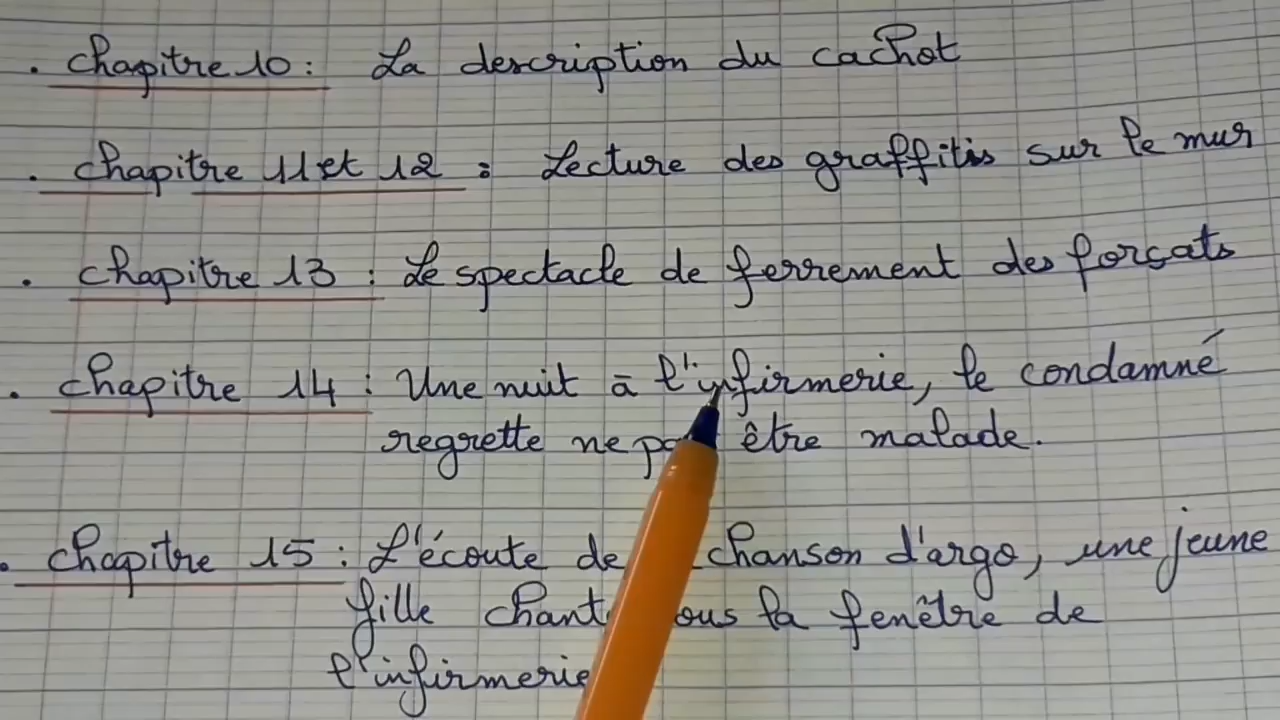 . chapitre 10 : La description du cachot
. chapitre 11 et 12 : Lecture des graffitis sur le mur
. chapitre 13 : Le spectacle de ferrement des forçats
. chapitre 14 : Une nuit à l'infirmerie, le condamné
regrette ne être malade.
. chapitre 15 : L'écoute de chanson d'argo, une jeune
fille la fenêtre de
l'infirmerie